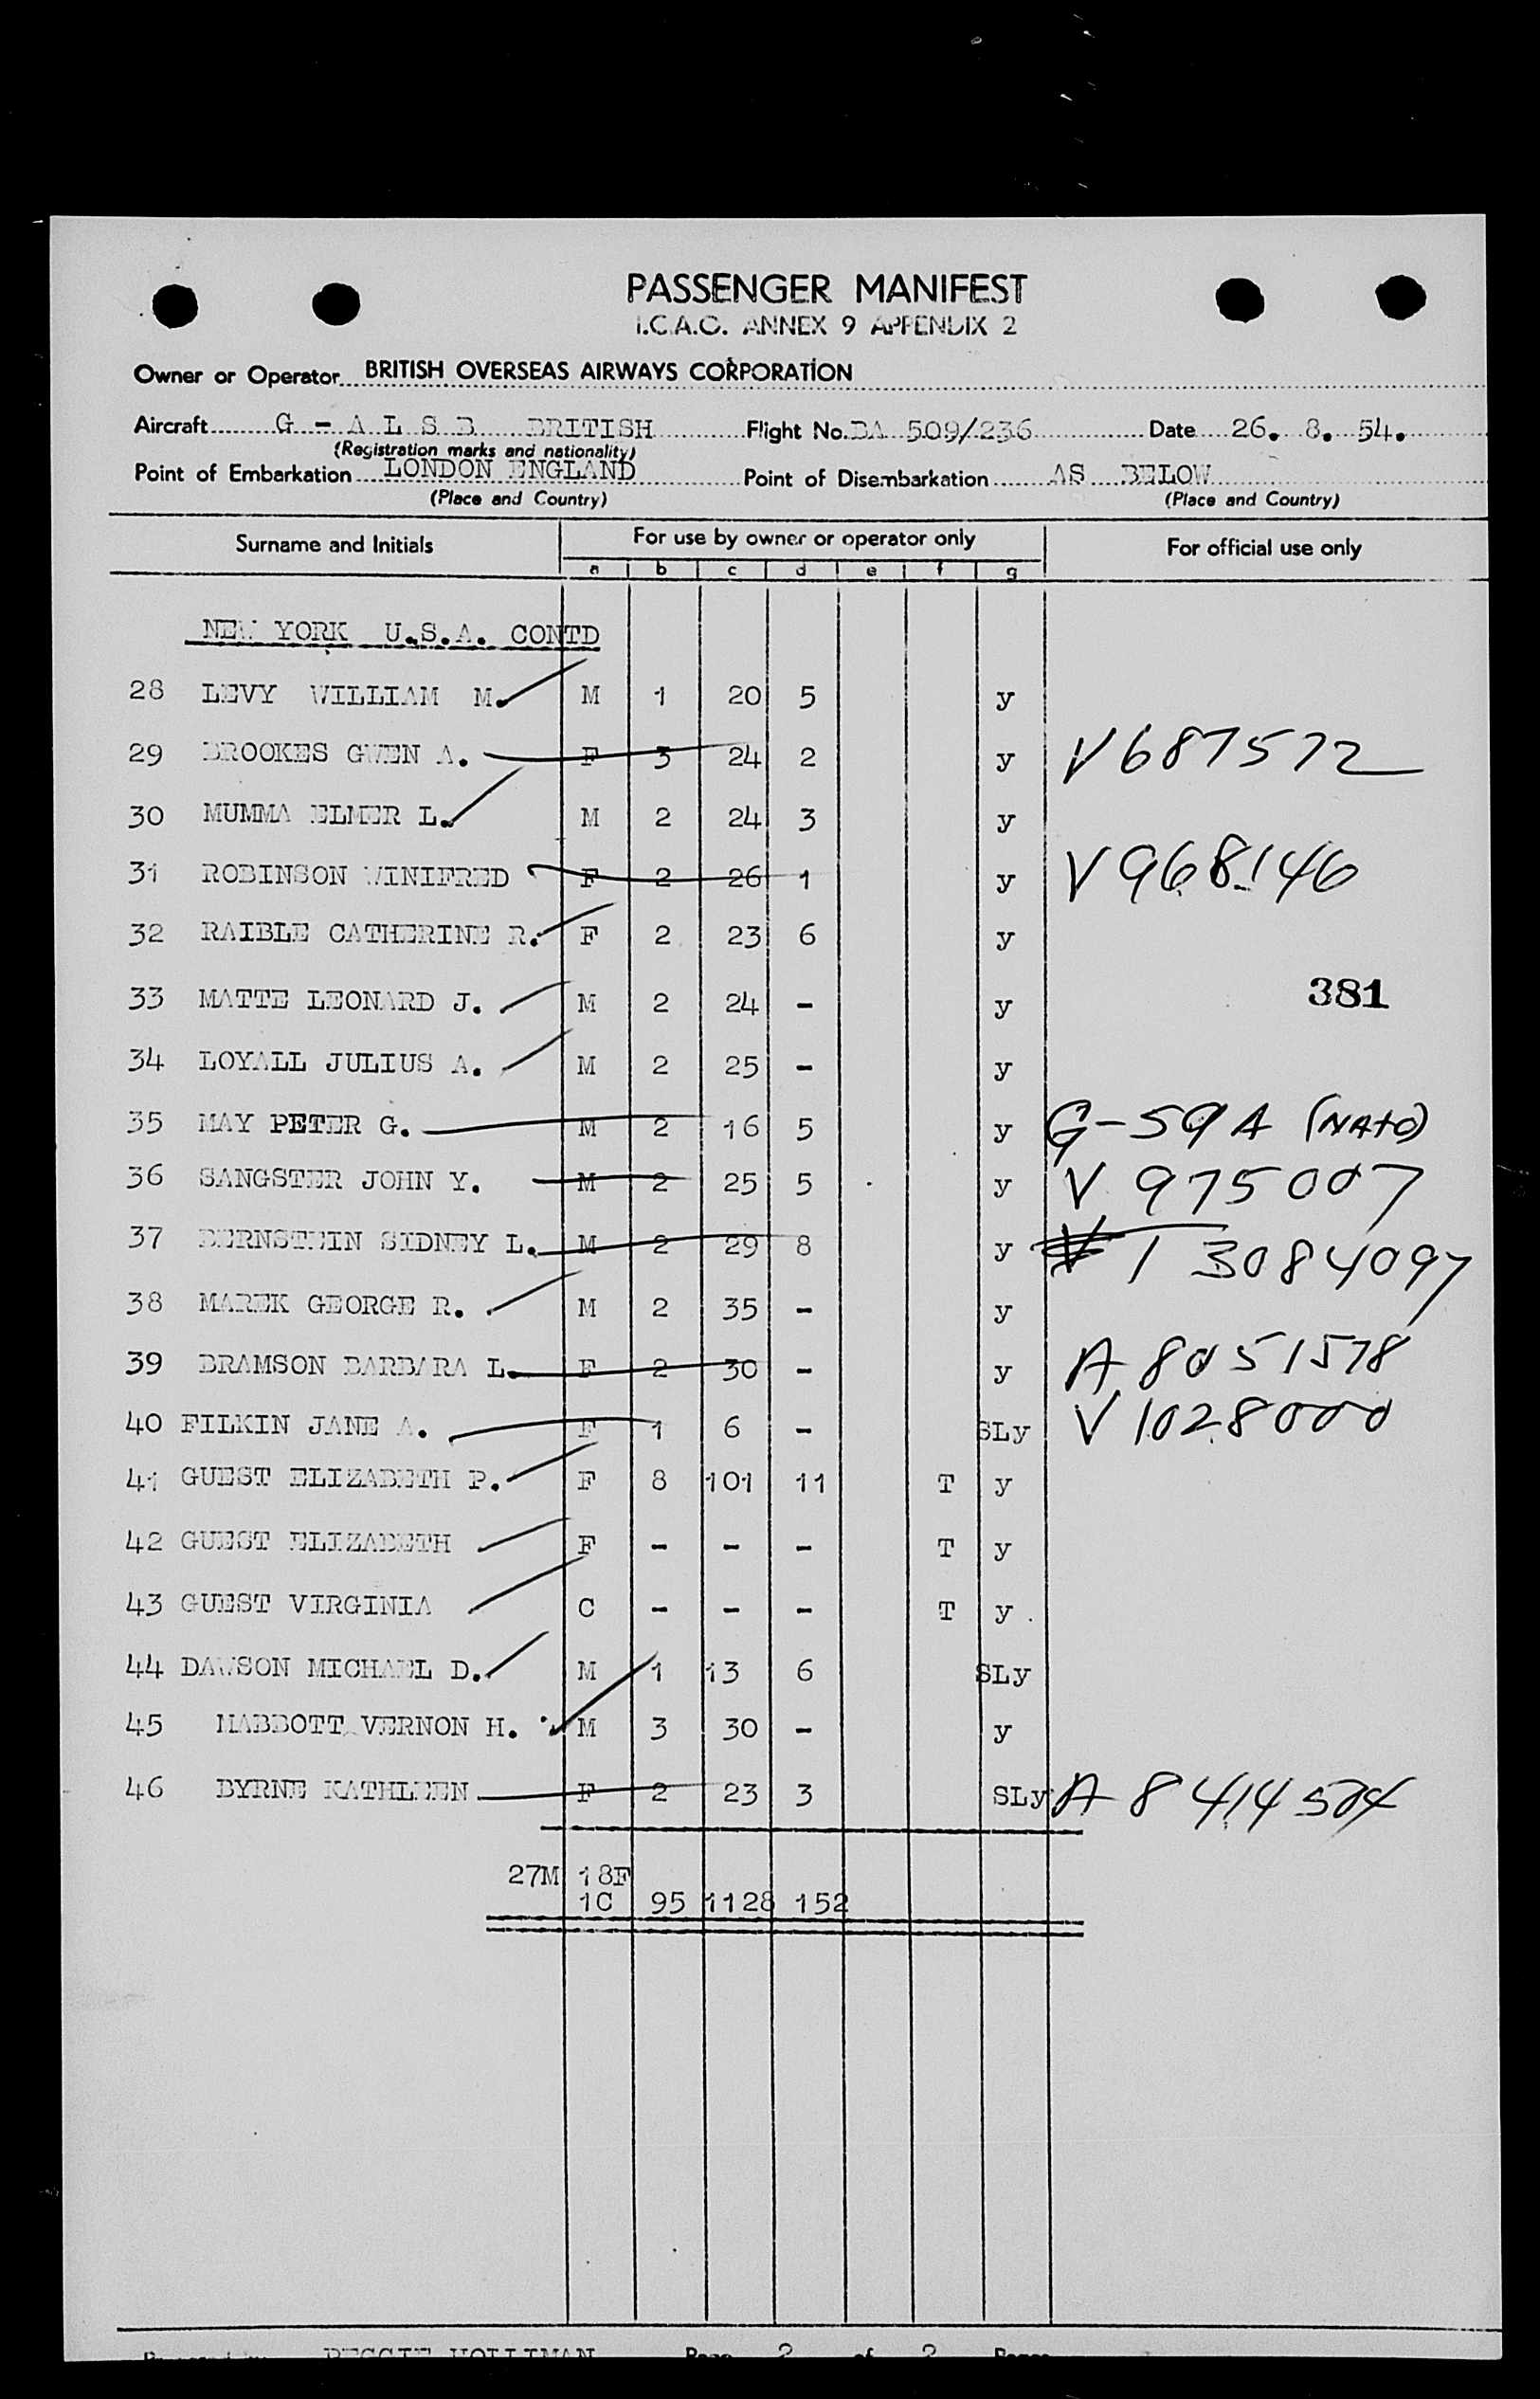 PASSENGER MANIFEST
I.C.A.O. ANNEX 9 APPENDIX 2
Owner or Operator BRITISH OVERSEAS AIRWAYS CORPORATION
Aircraft G - A L S B BRITISH Flight No. BA 509/236 Date 26. 8. 54.
(Registration marks and nationality)
Point of Embarkation LONDON ENGLAND Point of Disembarkation AS BELOW
(Place and Country) (Place and Country)
Surname and Initials For use by owner or operator only For official use only
a b c d e f g
NEW YORK U.S.A. CONTD
28 LEVY WILLIAM M. M 1 20 5 y
29 BROOKES GWEN A. F 3 24 2 y V687572
30 MUMMA ELMER L. M 2 24 3 y
31 ROBINSON WINIFRED F 2 26 1 y V968146
32 RAIBLE CATHERINE R. F 2 23 6 y
33 MATTE LEONARD J. M 2 24 - y 381
34 LOYALL JULIUS A. M 2 25 - y
35 MAY PETER G. M 2 16 5 y G-59A (NATO)
36 SANGSTER JOHN Y. M 2 25 5 y V 975007
37 BERNSTEIN SIDNEY L. M 2 29 8 y V 1 3084097
38 MAREK GEORGE R. M 2 35 - y
39 BRAMSON BARBARA L. F 2 30 - y A 8051578
40 FILKIN JANE A. F 1 6 - SLy V 1028000
41 GUEST ELIZABETH P. F 8 101 11 T y
42 GUEST ELIZABETH F - - - T y
43 GUEST VIRGINIA C - - - T y
44 DAWSON MICHAEL D. M 1 13 6 SLy
45 MABBOTT VERNON H. M 3 30 - y
46 BYRNE KATHLEEN F 2 23 3 SLy A 8414504
27M 18F
1C 95 1128 152